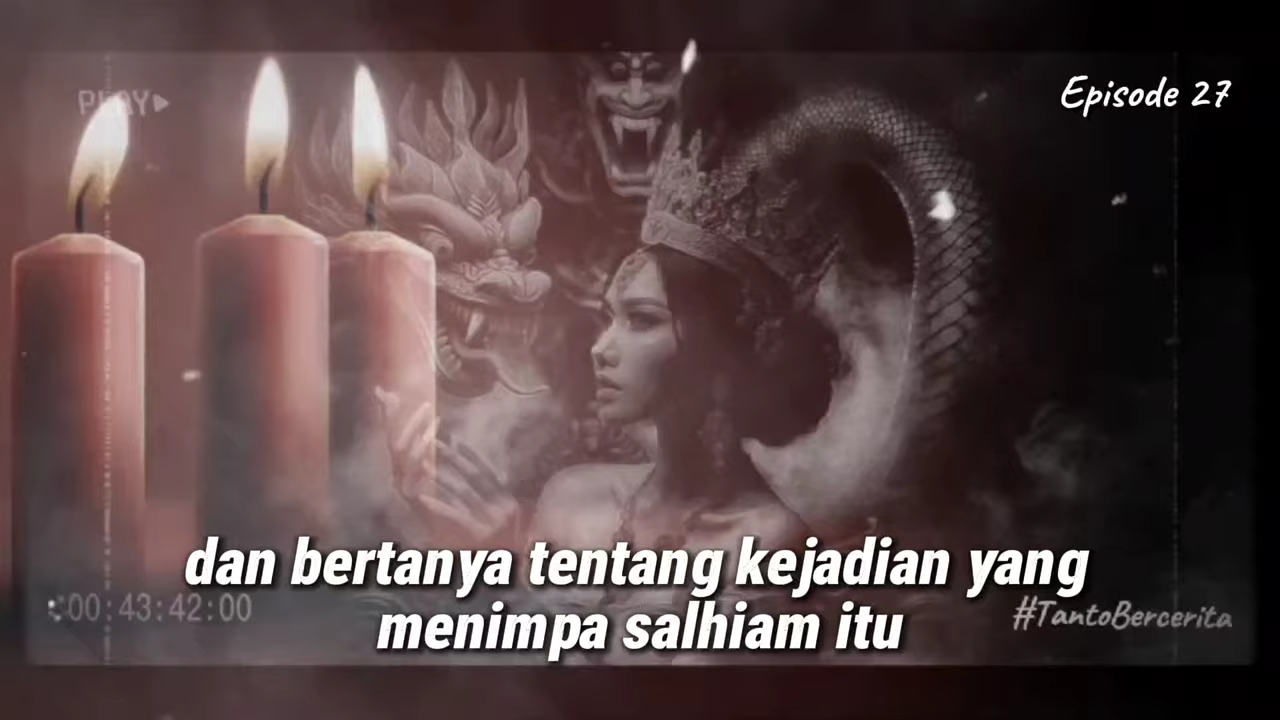 PLAY
Episode 27
dan bertanya tentang kejadian yang
menimpa salhiam itu
00:43:42:00
#TantoBercerita